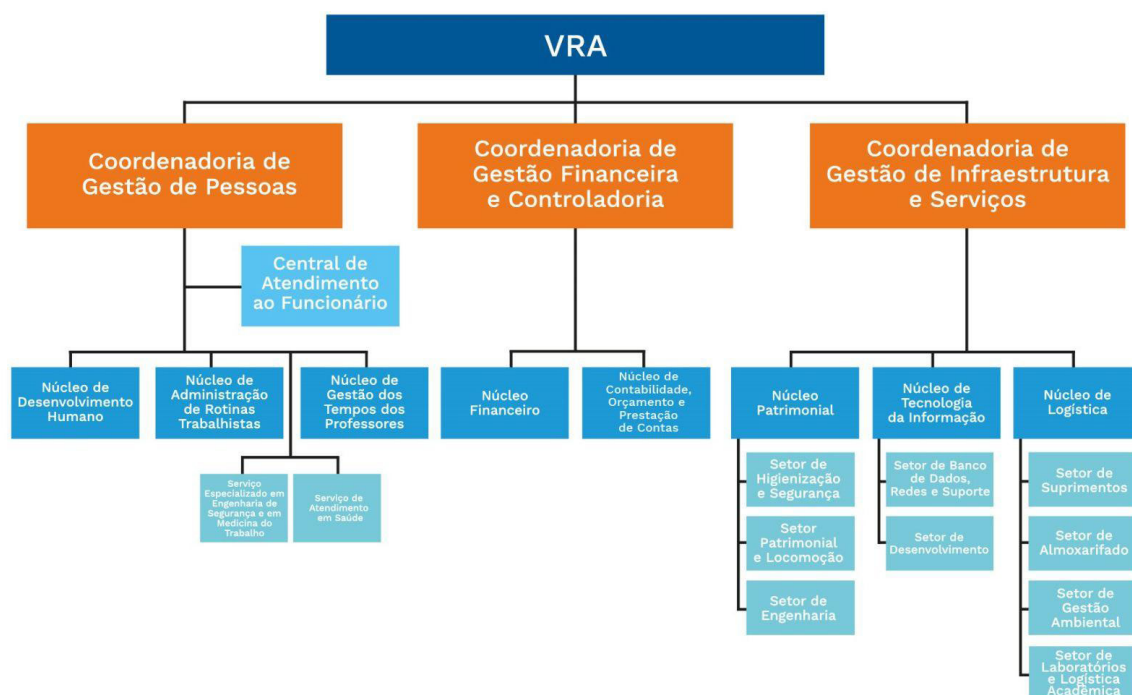 VRA
Coordenadoria de
Gestão de Pessoas
Coordenadoria de
Gestão Financeira
e Controladoria
Coordenadoria de
Gestão de Infraestrutura
e Serviços
Central de
Atendimento
ao Funcionário
Núcleo de
Desenvolvimento
Humano
Núcleo de
Administração
de Rotinas
Trabalhistas
Núcleo de
Gestão dos
Tempos dos
Professores
Núcleo
Financeiro
Núcleo de
Contabilidade,
Orçamento e
Prestação
de Contas
Núcleo
Patrimonial
Núcleo de
Tecnologia
da Informação
Núcleo de
Logística
Serviço
Especializado em
Engenharia de
Segurança e em
Medicina do
Trabalho
Serviço de
Atendimento
em Saúde
Setor de
Higienização
e Segurança
Setor
Patrimonial
e Locomoção
Setor de
Engenharia
Setor de Banco
de Dados,
Redes e Suporte
Setor de
Desenvolvimento
Setor de
Suprimentos
Setor de
Almoxarifado
Setor de
Gestão
Ambiental
Setor de
Laboratórios
e Logística
Acadêmica